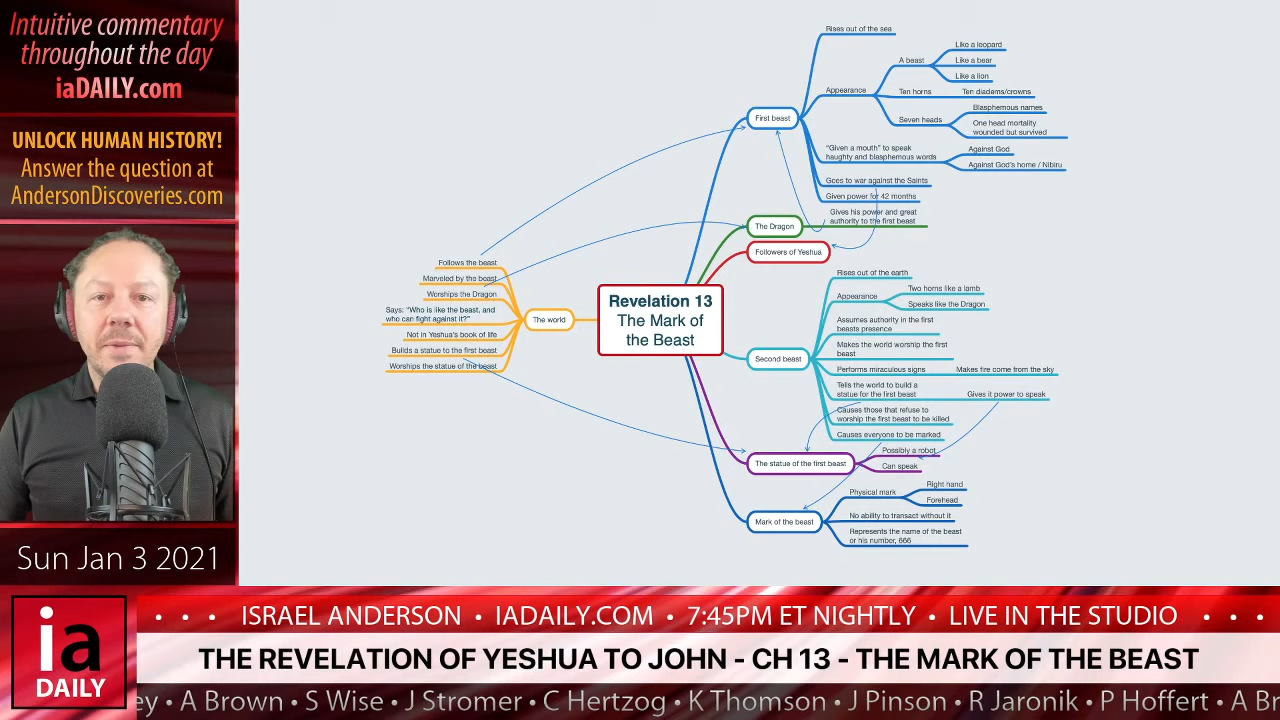 Intuitive commentary
throughout the day
iaDAILY.com
UNLOCK HUMAN HISTORY!
Answer the question at
AndersonDiscoveries.com
Sun Jan 3 2021
Revelation 13
The Mark of
the Beast
The world
Follows the beast
Marveled by the beast
Worships the Dragon
Says: “Who is like the beast, and
who can fight against it?”
Not in Yeshua's book of life
Builds a statue to the first beast
Worships the statue of the beast
First beast
Rises out of the sea
Appearance
A beast
Like a leopard
Like a bear
Like a lion
Ten horns
Ten diadems/crowns
Seven heads
Blasphemous names
One head mortality
wounded but survived
“Given a mouth” to speak
haughty and blasphemous words
Against God
Against God's home / Nibiru
Goes to war against the Saints
Given power for 42 months
The Dragon
Gives his power and great
authority to the first beast
Followers of Yeshua
Second beast
Rises out of the earth
Appearance
Two horns like a lamb
Speaks like the Dragon
Assumes authority in the first
beasts presence
Makes the world worship the first
beast
Performs miraculous signs
Makes fire come from the sky
Tells the world to build a
statue for the first beast
Gives it power to speak
Causes those that refuse to
worship the first beast to be killed
Causes everyone to be marked
The statue of the first beast
Possibly a robot
Can speak
Mark of the beast
Physical mark
Right hand
Forehead
No ability to transact without it
Represents the name of the beast
or his number, 666
ia
DAILY
• • • ISRAEL ANDERSON • IADAILY.COM • 7:45PM ET NIGHTLY • LIVE IN THE STUDIO • • •
THE REVELATION OF YESHUA TO JOHN - CH 13 - THE MARK OF THE BEAST
ey • A Brown • S Wise • J Stromer • C Hertzog • K Thomson • J Pinson • R Jaronik • P Hoffert • A Br